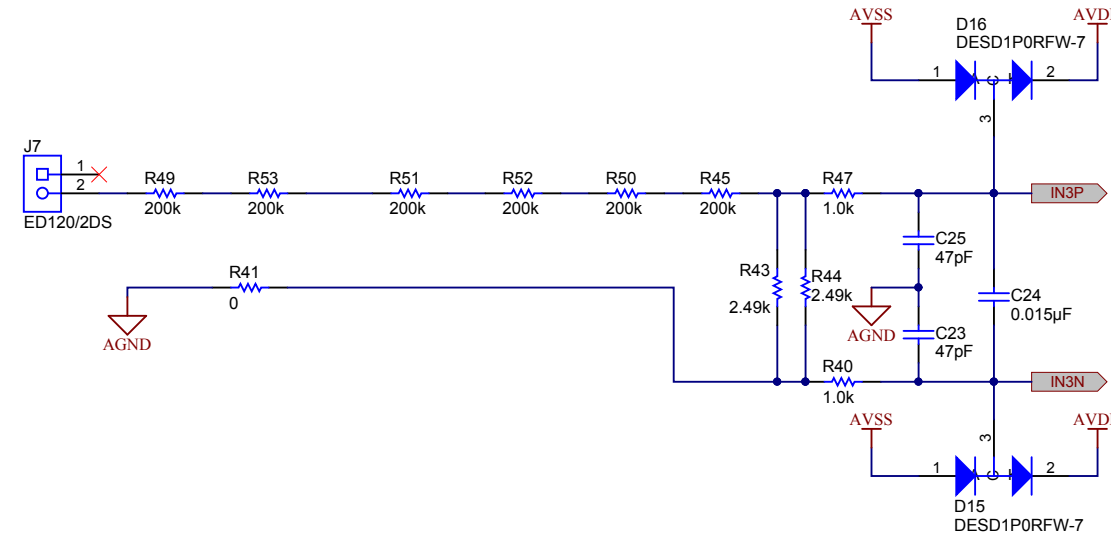 AVSS
D16
DESD1P0RFW-7
AVD
1
2
3
J7
1
2
ED120/2DS
R49
200k
R53
200k
R51
200k
R52
200k
R50
200k
R45
200k
R47
1.0k
IN3P
C25
47pF
R41
0
AGND
R43
2.49k
R44
2.49k
AGND
C24
0.015µF
C23
47pF
R40
1.0k
IN3N
AVSS
AVD
3
1
2
D15
DESD1P0RFW-7